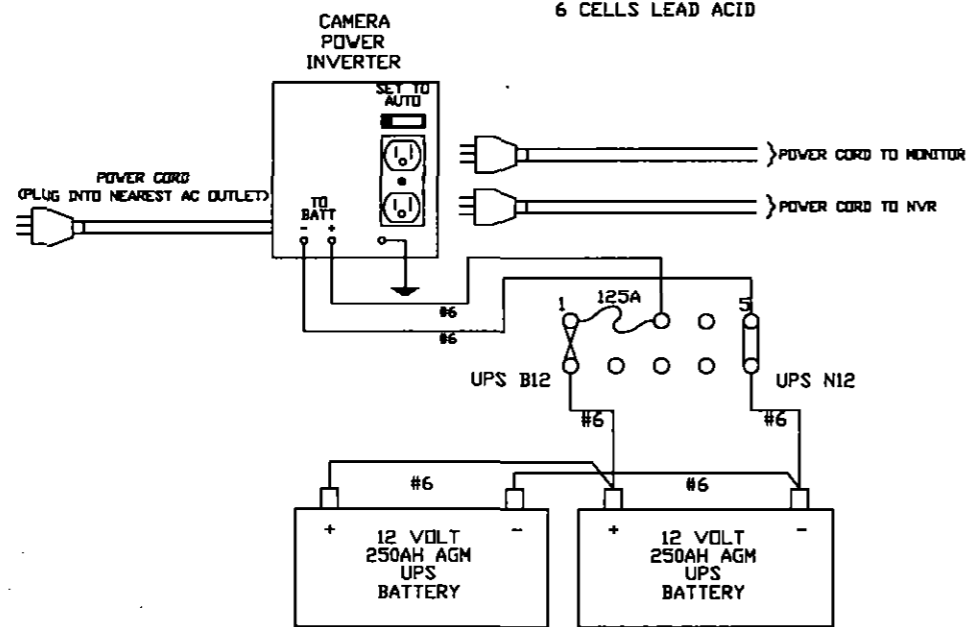 6 CELLS LEAD ACID
CAMERA
POWER
INVERTER
SET TO
AUTO
POWER CORD
(PLUG INTO NEAREST AC OUTLET)
TO
BATT
- +
POWER CORD TO MONITOR
POWER CORD TO NVR
#6
#6
1 125A 5
UPS B12
UPS N12
#6
#6
#6
#6
+ -
12 VOLT
250AH AGM
UPS
BATTERY
+ -
12 VOLT
250AH AGM
UPS
BATTERY